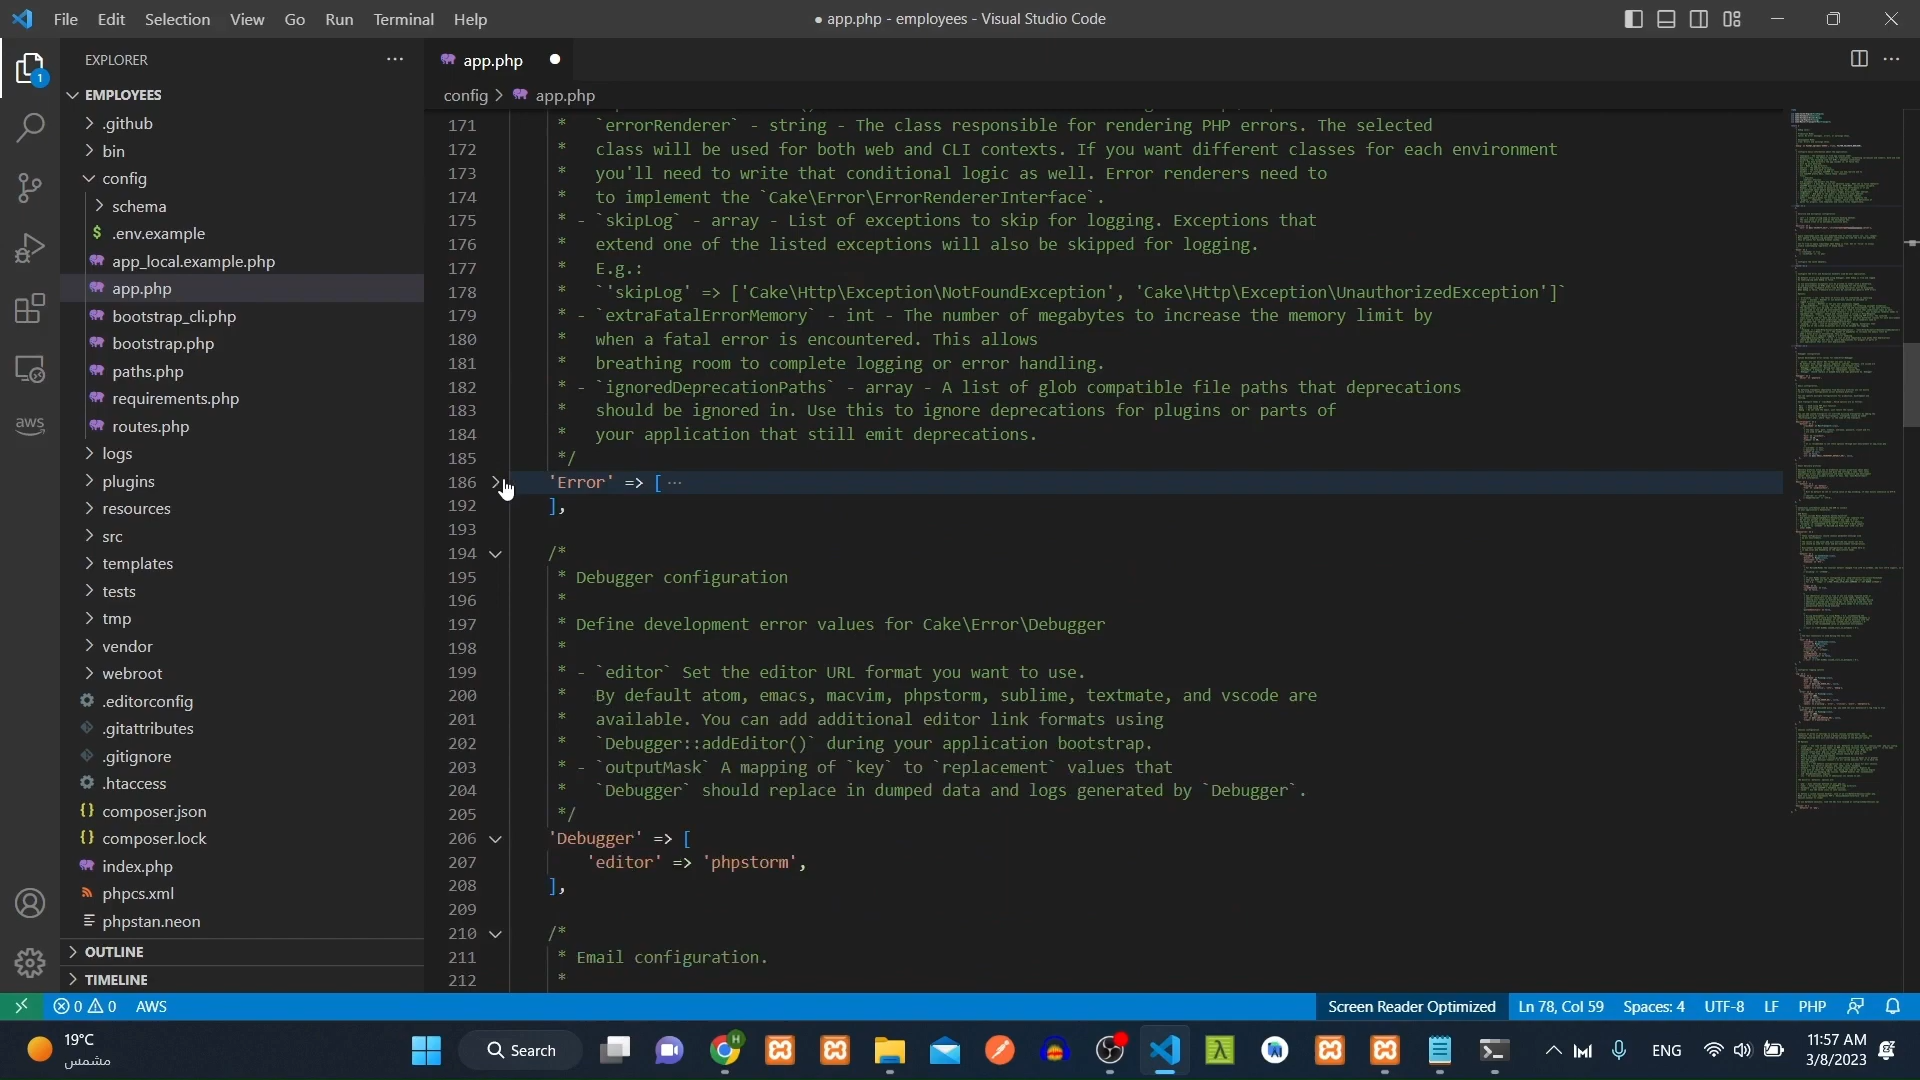 File Edit Selection View Go Run Terminal Help
● app.php - employees - Visual Studio Code
EXPLORER
1
EMPLOYEES
.github
bin
config
schema
$ .env.example
app_local.example.php
app.php
bootstrap_cli.php
bootstrap.php
paths.php
requirements.php
routes.php
aws
logs
plugins
resources
src
templates
tests
tmp
vendor
webroot
.editorconfig
.gitattributes
.gitignore
.htaccess
{} composer.json
{} composer.lock
index.php
phpcs.xml
phpstan.neon
OUTLINE
TIMELINE
app.php
config > app.php
171 * `errorRenderer` - string - The class responsible for rendering PHP errors. The selected
172 * class will be used for both web and CLI contexts. If you want different classes for each environment
173 * you'll need to write that conditional logic as well. Error renderers need to
174 * to implement the `Cake\Error\ErrorRendererInterface`.
175 * - `skipLog` - array - List of exceptions to skip for logging. Exceptions that
176 * extend one of the listed exceptions will also be skipped for logging.
177 * E.g.:
178 * `'skipLog' => ['Cake\Http\Exception\NotFoundException', 'Cake\Http\Exception\UnauthorizedException']`
179 * - `extraFatalErrorMemory` - int - The number of megabytes to increase the memory limit by
180 * when a fatal error is encountered. This allows
181 * breathing room to complete logging or error handling.
182 * - `ignoredDeprecationPaths` - array - A list of glob compatible file paths that deprecations
183 * should be ignored in. Use this to ignore deprecations for plugins or parts of
184 * your application that still emit deprecations.
185 */
186 'Error' => [ ...
192 ],
193
194 /*
195 * Debugger configuration
196 *
197 * Define development error values for Cake\Error\Debugger
198 *
199 * - `editor` Set the editor URL format you want to use.
200 * By default atom, emacs, macvim, phpstorm, sublime, textmate, and vscode are
201 * available. You can add additional editor link formats using
202 * `Debugger::addEditor()` during your application bootstrap.
203 * - `outputMask` A mapping of `key` to `replacement` values that
204 * `Debugger` should replace in dumped data and logs generated by `Debugger`.
205 */
206 'Debugger' => [
207 'editor' => 'phpstorm',
208 ],
209
210 /*
211 * Email configuration.
212 *
0 0 AWS
Screen Reader Optimized Ln 78, Col 59 Spaces: 4 UTF-8 LF PHP
19°C
مشمس
Search
H
ENG
11:57 AM
3/8/2023